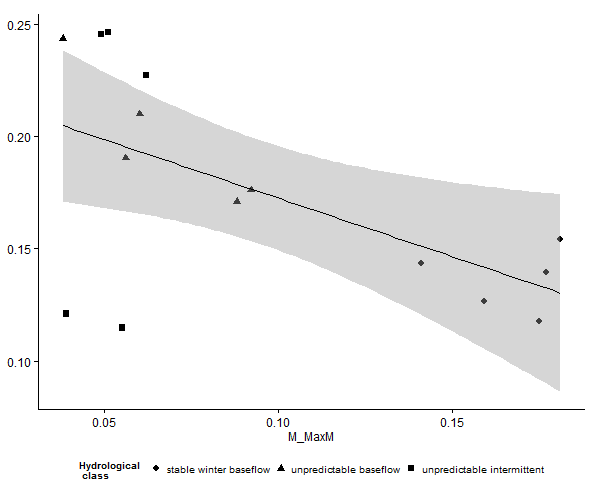 0.25
0.20
0.15
0.10
0.05
0.10
0.15
M_MaxM
Hydrological
class
stable winter baseflow
unpredictable baseflow
unpredictable intermittent